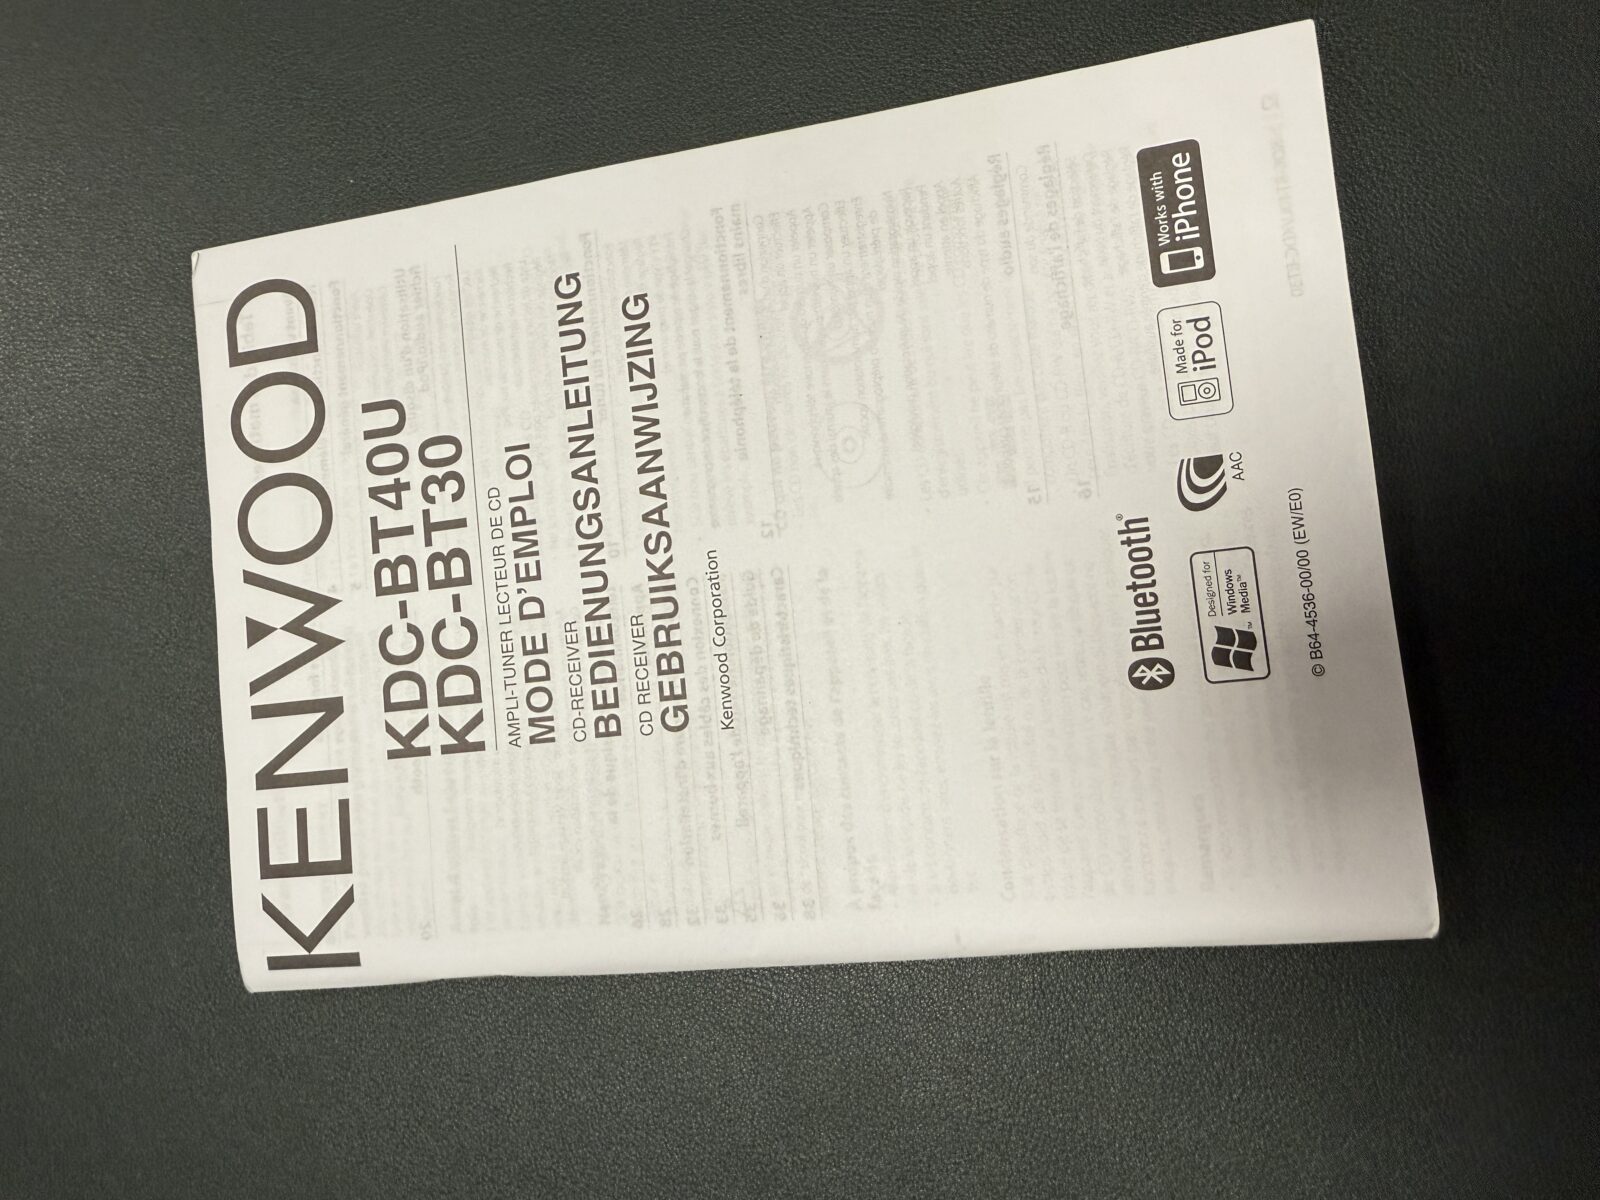 KENWOOD
KDC-BT40U
KDC-BT30
AMPLI-TUNER LECTEUR DE CD
MODE D'EMPLOI
CD-RECEIVER
BEDIENUNGSANLEITUNG
CD RECEIVER
GEBRUIKSAANWIJZING
Kenwood Corporation
Bluetooth®
AAC
Made for
iPod
Works with
iPhone
Designed for
Windows
Media™
© B64-4536-00/00 (EW/E0)